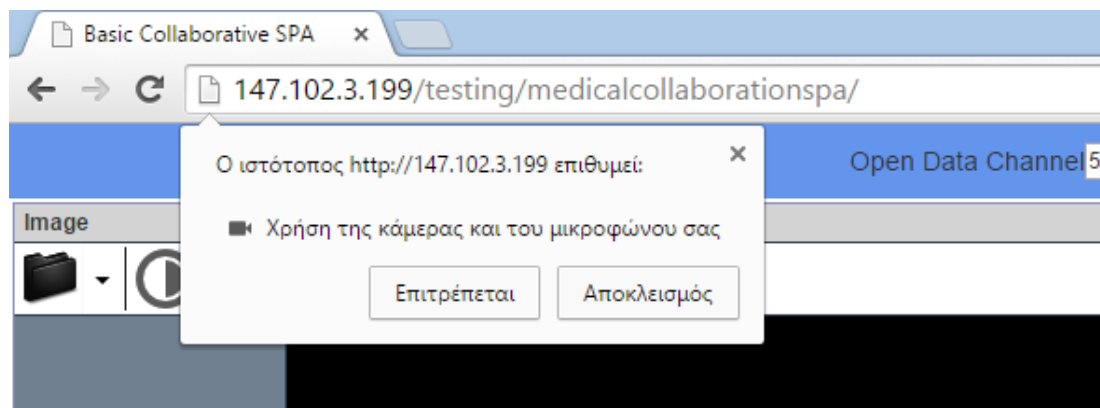 Basic Collaborative SPA
147.102.3.199/testing/medicalcollaborationspa/
Ο ιστότοπος http://147.102.3.199 επιθυμεί:
Open Data Channel 5
Image
Χρήση της κάμερας και του μικροφώνου σας
Επιτρέπεται
Αποκλεισμός